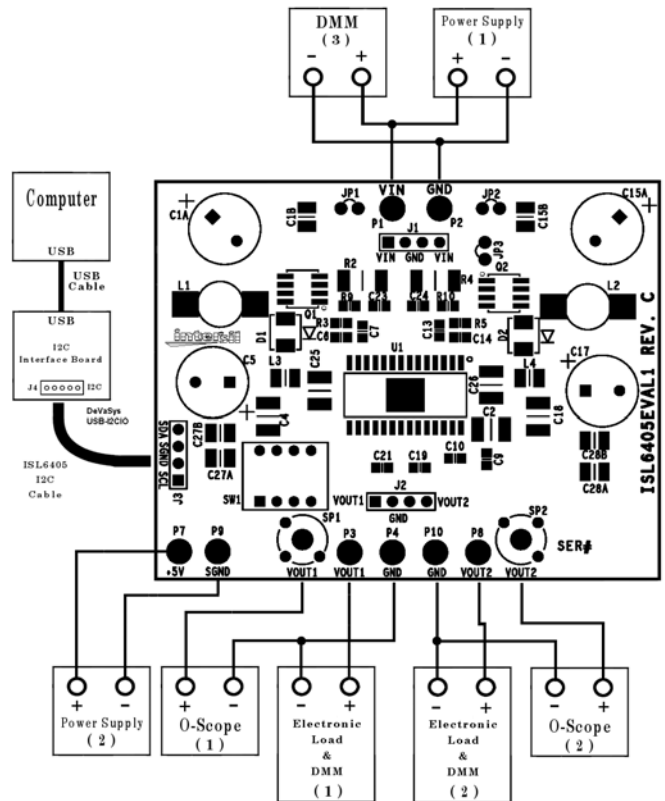 DMM
(3)
- +
Power Supply
(1)
+ -
Computer
USB
USB
Cable
USB
I2C
Interface Board
J4 I2C
DeVaSys
USB-I2CIO
ISL6405
I2C
Cable
VIN GND
P1 P2
JP1 JP2
JP3
C1A
C1B
C15B
C15A
J1
VIN GND VIN
R2 R4
Q1 Q2
L1 L2
R9 C23 C24 R10
intersil
D1 R3 C6 C7
C13 R5 C14 D2
U1
C5 L3 C25
C26 L4 C17
C4 C2 C18
C27B
C27A
C21 C19 C10 C9
C28B
C28A
SDA SGND SCL
J3
SW1
VOUT1 J2 VOUT2
GND
ISL6405EVAL1 REV. C
SP1 SP2
SER#
P7 P9 P3 P4 P10 P8
+5V SGND VOUT1 VOUT1 GND GND VOUT2 VOUT2
+ -
Power Supply
(2)
+ -
O-Scope
(1)
- +
Electronic
Load
&
DMM
(1)
- +
Electronic
Load
&
DMM
(2)
- +
O-Scope
(2)